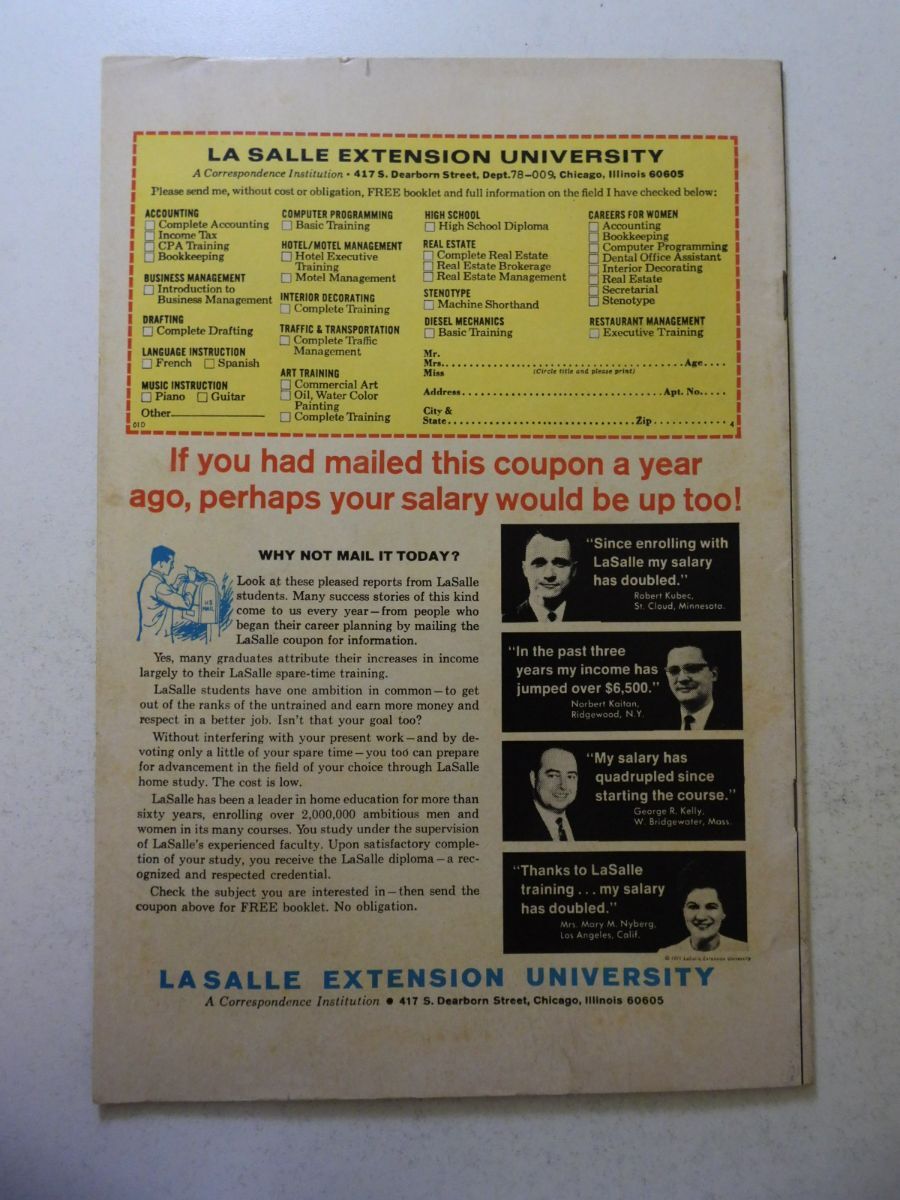 LA SALLE EXTENSION UNIVERSITY
A Correspondence Institution • 417 S. Dearborn Street, Dept. 78-009, Chicago, Illinois 60605
Please send me, without cost or obligation, FREE booklet and full information on the field I have checked below:
ACCOUNTING
Complete Accounting
Income Tax
CPA Training
Bookkeeping
BUSINESS MANAGEMENT
Introduction to
Business Management
DRAFTING
Complete Drafting
LANGUAGE INSTRUCTION
French Spanish
MUSIC INSTRUCTION
Piano Guitar
Other
01D
COMPUTER PROGRAMMING
Basic Training
HOTEL/MOTEL MANAGEMENT
Hotel Executive
Training
Motel Management
INTERIOR DECORATING
Complete Training
TRAFFIC & TRANSPORTATION
Complete Traffic
Management
ART TRAINING
Commercial Art
Oil, Water Color
Painting
Complete Training
HIGH SCHOOL
High School Diploma
REAL ESTATE
Complete Real Estate
Real Estate Brokerage
Real Estate Management
STENOTYPE
Machine Shorthand
DIESEL MECHANICS
Basic Training
CAREERS FOR WOMEN
Accounting
Bookkeeping
Computer Programming
Dental Office Assistant
Interior Decorating
Real Estate
Secretarial
Stenotype
RESTAURANT MANAGEMENT
Executive Training
Mr.
Mrs. Age
Miss (Circle title and please print)
Address Apt. No.
City &
State Zip
4
If you had mailed this coupon a year
ago, perhaps your salary would be up too!
WHY NOT MAIL IT TODAY?
U.S. MAIL
Look at these pleased reports from LaSalle
students. Many success stories of this kind
come to us every year—from people who
began their career planning by mailing the
LaSalle coupon for information.
Yes, many graduates attribute their increases in income
largely to their LaSalle spare-time training.
LaSalle students have one ambition in common—to get
out of the ranks of the untrained and earn more money and
respect in a better job. Isn't that your goal too?
Without interfering with your present work—and by de-
voting only a little of your spare time—you too can prepare
for advancement in the field of your choice through LaSalle
home study. The cost is low.
LaSalle has been a leader in home education for more than
sixty years, enrolling over 2,000,000 ambitious men and
women in its many courses. You study under the supervision
of LaSalle's experienced faculty. Upon satisfactory comple-
tion of your study, you receive the LaSalle diploma—a rec-
ognized and respected credential.
Check the subject you are interested in—then send the
coupon above for FREE booklet. No obligation.
"Since enrolling with
LaSalle my salary
has doubled."
Robert Kubec,
St. Cloud, Minnesota.
"In the past three
years my income has
jumped over $6,500."
Norbert Kaitan,
Ridgewood, N.Y.
"My salary has
quadrupled since
starting the course."
George R. Kelly,
W. Bridgewater, Mass.
"Thanks to LaSalle
training . . . my salary
has doubled."
Mrs. Mary M. Nyberg,
Los Angeles, Calif.
© 1971 LaSalle Extension University
LA SALLE EXTENSION UNIVERSITY
A Correspondence Institution • 417 S. Dearborn Street, Chicago, Illinois 60605